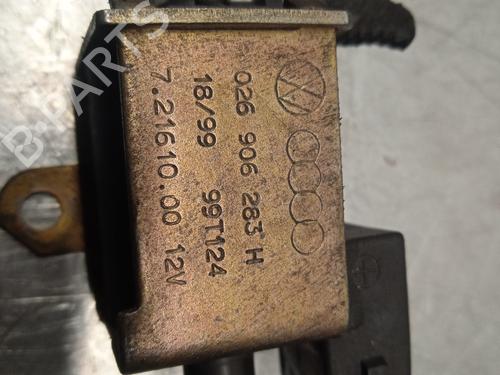 026 906 283 H
18/99 99T124
7.21610.00 12V
B-PARTS